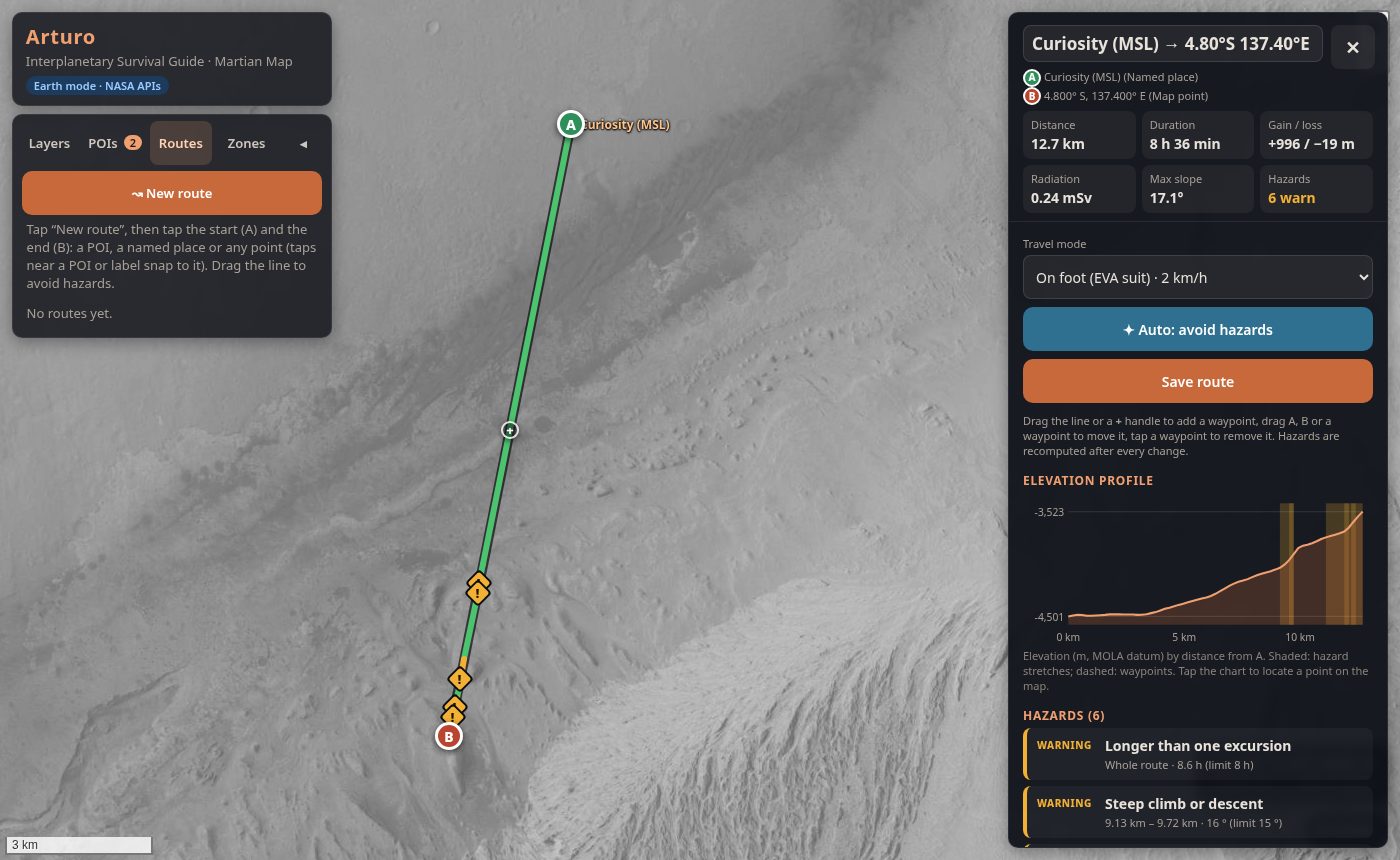 Arturo
Interplanetary Survival Guide · Martian Map
Earth mode · NASA APIs
Layers POIs 2 Routes Zones ◂
↝ New route
Tap “New route”, then tap the start (A) and the
end (B): a POI, a named place or any point (taps
near a POI or label snap to it). Drag the line to
avoid hazards.
No routes yet.
A
Curiosity (MSL)
+
!
!
!
B
3 km
Curiosity (MSL) → 4.80°S 137.40°E ✕
A Curiosity (MSL) (Named place)
B 4.800° S, 137.400° E (Map point)
Distance
12.7 km
Duration
8 h 36 min
Gain / loss
+996 / −19 m
Radiation
0.24 mSv
Max slope
17.1°
Hazards
6 warn
Travel mode
On foot (EVA suit) · 2 km/h
✦ Auto: avoid hazards
Save route
Drag the line or a + handle to add a waypoint, drag A, B or a
waypoint to move it, tap a waypoint to remove it. Hazards are
recomputed after every change.
ELEVATION PROFILE
-3,523
-4,501
0 km 5 km 10 km
Elevation (m, MOLA datum) by distance from A. Shaded: hazard
stretches; dashed: waypoints. Tap the chart to locate a point on the
map.
HAZARDS (6)
WARNING Longer than one excursion
Whole route · 8.6 h (limit 8 h)
WARNING Steep climb or descent
9.13 km – 9.72 km · 16 ° (limit 15 °)